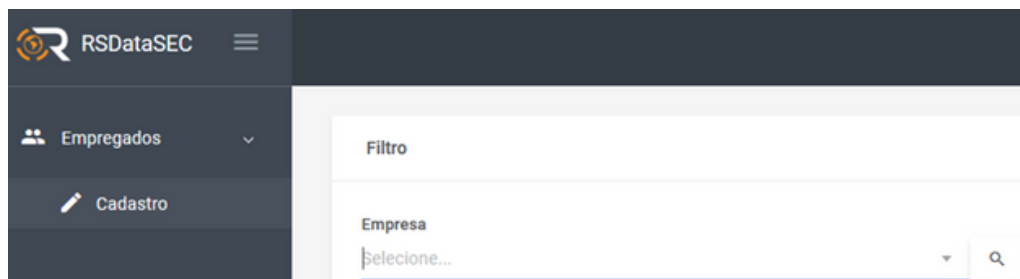 RSDataSEC
Empregados
Cadastro
Filtro
Empresa
Selecione...